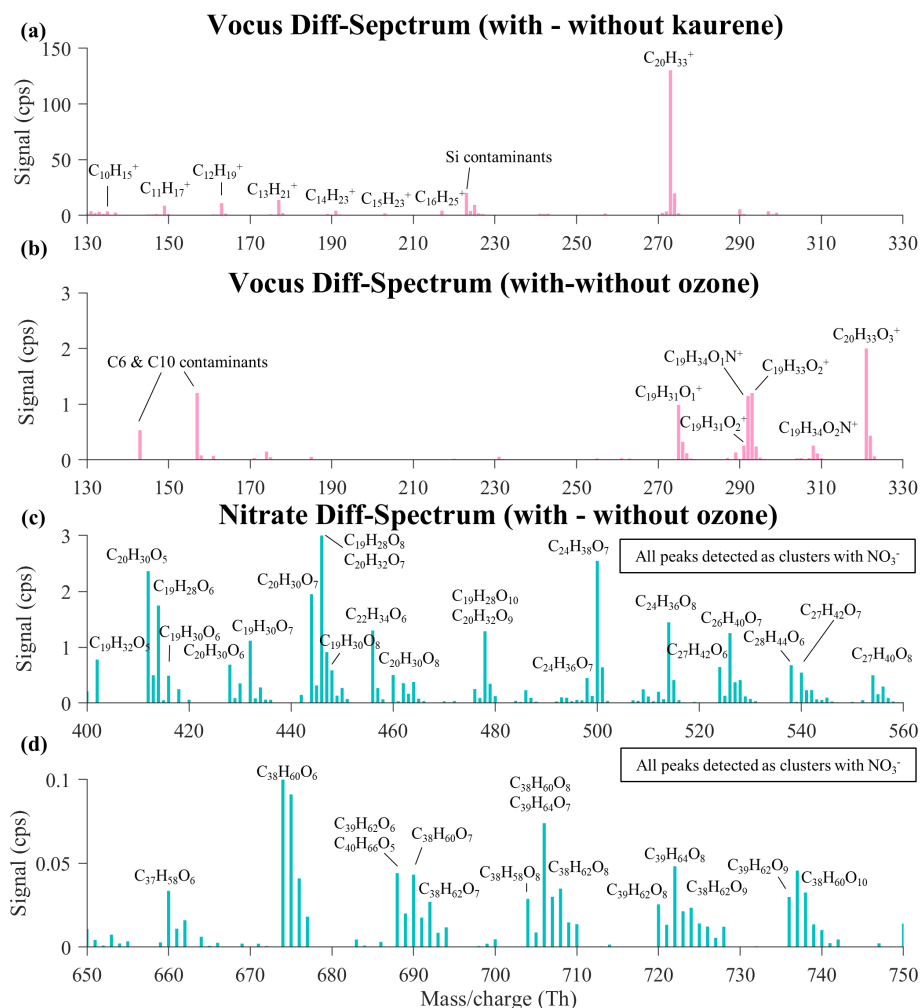 (a)
Vocus Diff-Sepctrum (with - without kaurene)
150
100
50
0
Signal (cps)
C₁₀H₁₅⁺
C₁₁H₁₇⁺
C₁₂H₁₉⁺
C₁₃H₂₁⁺
C₁₄H₂₃⁺
C₁₅H₂₃⁺
C₁₆H₂₅⁺
Si contaminants
C₂₀H₃₃⁺
130 150 170 190 210 230 250 270 290 310 330
(b)
Vocus Diff-Spectrum (with-without ozone)
3
2
1
0
Signal (cps)
C6 & C10 contaminants
C₁₉H₃₁O₁⁺
C₁₉H₃₁O₂⁺
C₁₉H₃₄O₁N⁺
C₁₉H₃₃O₂⁺
C₁₉H₃₄O₂N⁺
C₂₀H₃₃O₃⁺
130 150 170 190 210 230 250 270 290 310 330
(c)
Nitrate Diff-Spectrum (with - without ozone)
All peaks detected as clusters with NO₃⁻
3
2
1
0
Signal (cps)
C₁₉H₃₂O₅
C₂₀H₃₀O₅
C₁₉H₂₈O₆
C₁₉H₃₀O₆
C₂₀H₃₀O₆
C₁₉H₃₀O₇
C₂₀H₃₀O₇
C₁₉H₂₈O₈
C₂₀H₃₂O₇
C₁₉H₃₀O₈
C₂₂H₃₄O₆
C₂₀H₃₀O₈
C₁₉H₂₈O₁₀
C₂₀H₃₂O₉
C₂₄H₃₆O₇
C₂₄H₃₈O₇
C₂₄H₃₆O₈
C₂₇H₄₂O₆
C₂₆H₄₀O₇
C₂₈H₄₄O₆
C₂₇H₄₂O₇
C₂₇H₄₀O₈
400 420 440 460 480 500 520 540 560
(d)
All peaks detected as clusters with NO₃⁻
0.1
0.05
0
Signal (cps)
C₃₇H₅₈O₆
C₃₈H₆₀O₆
C₃₉H₆₂O₆
C₄₀H₆₆O₅
C₃₈H₆₀O₇
C₃₈H₆₂O₇
C₃₈H₅₈O₈
C₃₈H₆₀O₈
C₃₉H₆₄O₇
C₃₈H₆₂O₈
C₃₉H₆₂O₈
C₃₉H₆₄O₈
C₃₈H₆₂O₉
C₃₉H₆₂O₉
C₃₈H₆₀O₁₀
650 660 670 680 690 700 710 720 730 740 750
Mass/charge (Th)